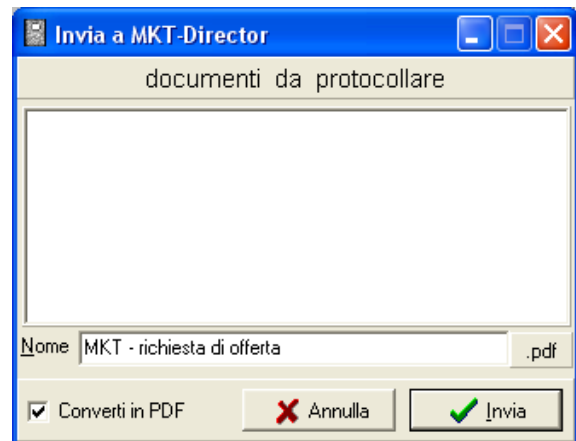 Invia a MKT-Director
documenti da protocollare
Nome MKT - richiesta di offerta .pdf
Converti in PDF Annulla Invia